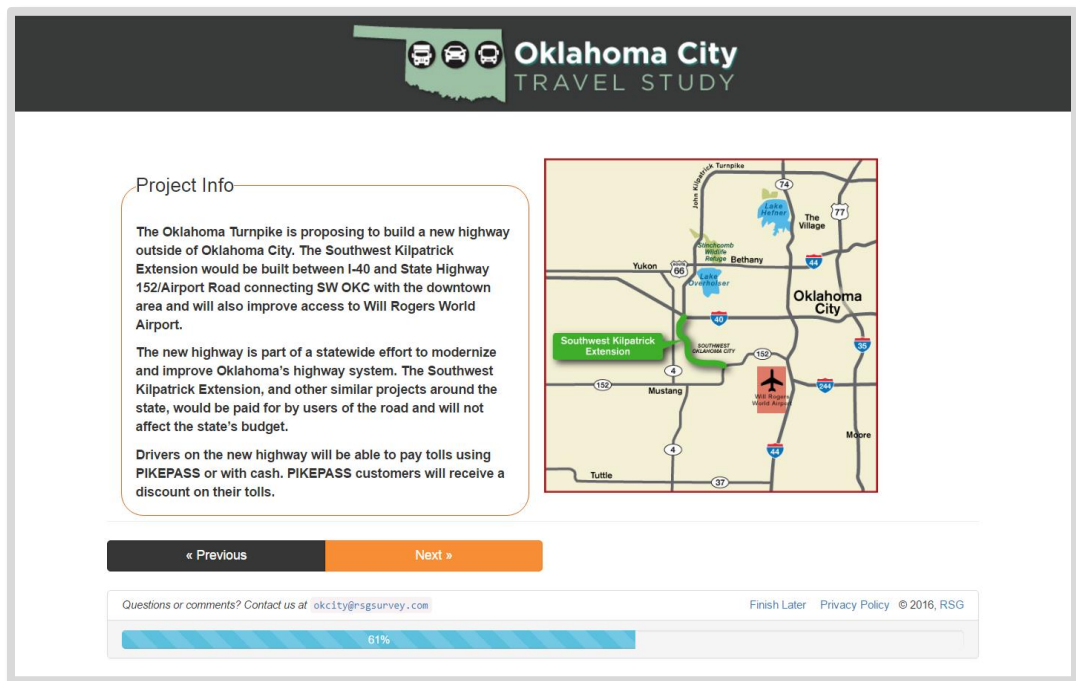 Oklahoma City
TRAVEL STUDY
Project Info
The Oklahoma Turnpike is proposing to build a new highway
outside of Oklahoma City. The Southwest Kilpatrick
Extension would be built between I-40 and State Highway
152/Airport Road connecting SW OKC with the downtown
area and will also improve access to Will Rogers World
Airport.
The new highway is part of a statewide effort to modernize
and improve Oklahoma's highway system. The Southwest
Kilpatrick Extension, and other similar projects around the
state, would be paid for by users of the road and will not
affect the state's budget.
Drivers on the new highway will be able to pay tolls using
PIKEPASS or with cash. PIKEPASS customers will receive a
discount on their tolls.
John Kilpatrick Turnpike
74
Lake
Hefner
The
Village
77
Stinchcomb
Wildlife
Refuge
Bethany
Yukon
66
44
Lake
Overholser
Oklahoma
City
40
Southwest Kilpatrick
Extension
SOUTHWEST
OKLAHOMA CITY
152
35
4
152
Mustang
Will Rogers
World Airport
244
Moore
4
44
Tuttle
37
« Previous
Next »
Questions or comments? Contact us at okcity@rsgsurvey.com
Finish Later Privacy Policy © 2016, RSG
61%